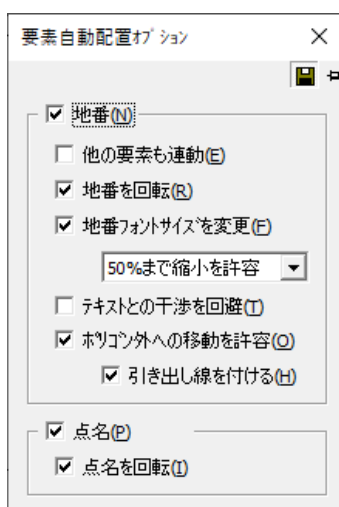 要素自動配置ｵﾌﾟｼｮﾝ
地番(N)
他の要素も連動(E)
地番を回転(R)
地番ﾌｫﾝﾄｻｲｽﾞを変更(F)
50%まで縮小を許容
ﾃｷｽﾄとの干渉を回避(T)
ﾎﾟﾘｺﾞﾝ外への移動を許容(O)
引き出し線を付ける(H)
点名(P)
点名を回転(I)